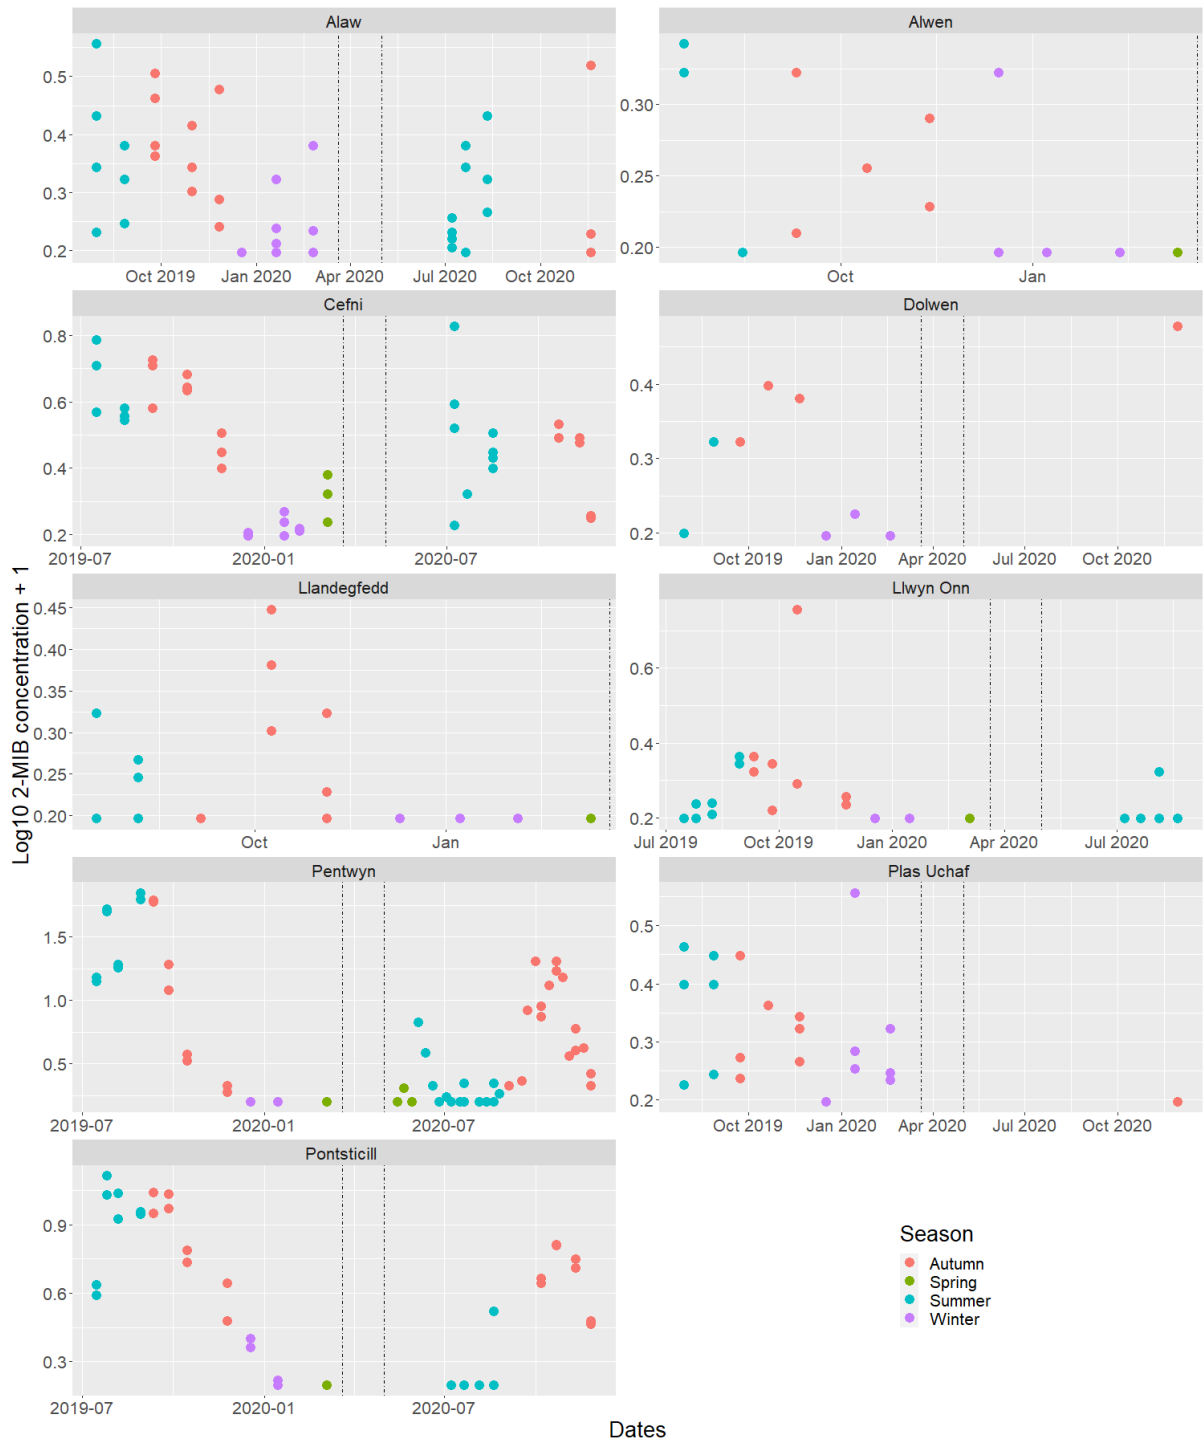 Alaw
0.5
0.4
0.3
0.2
Oct 2019 Jan 2020 Apr 2020 Jul 2020 Oct 2020
Alwen
0.30
0.25
0.20
Oct Jan
Cefni
0.8
0.6
0.4
0.2
2019-07 2020-01 2020-07
Dolwen
0.4
0.3
0.2
Oct 2019 Jan 2020 Apr 2020 Jul 2020 Oct 2020
Log10 2-MIB concentration + 1
Llandegfedd
0.45
0.40
0.35
0.30
0.25
0.20
Oct Jan
Llwyn Onn
0.6
0.4
0.2
Jul 2019 Oct 2019 Jan 2020 Apr 2020 Jul 2020
Pentwyn
1.5
1.0
0.5
2019-07 2020-01 2020-07
Plas Uchaf
0.5
0.4
0.3
0.2
Oct 2019 Jan 2020 Apr 2020 Jul 2020 Oct 2020
Pontsticill
0.9
0.6
0.3
2019-07 2020-01 2020-07
Season
Autumn
Spring
Summer
Winter
Dates